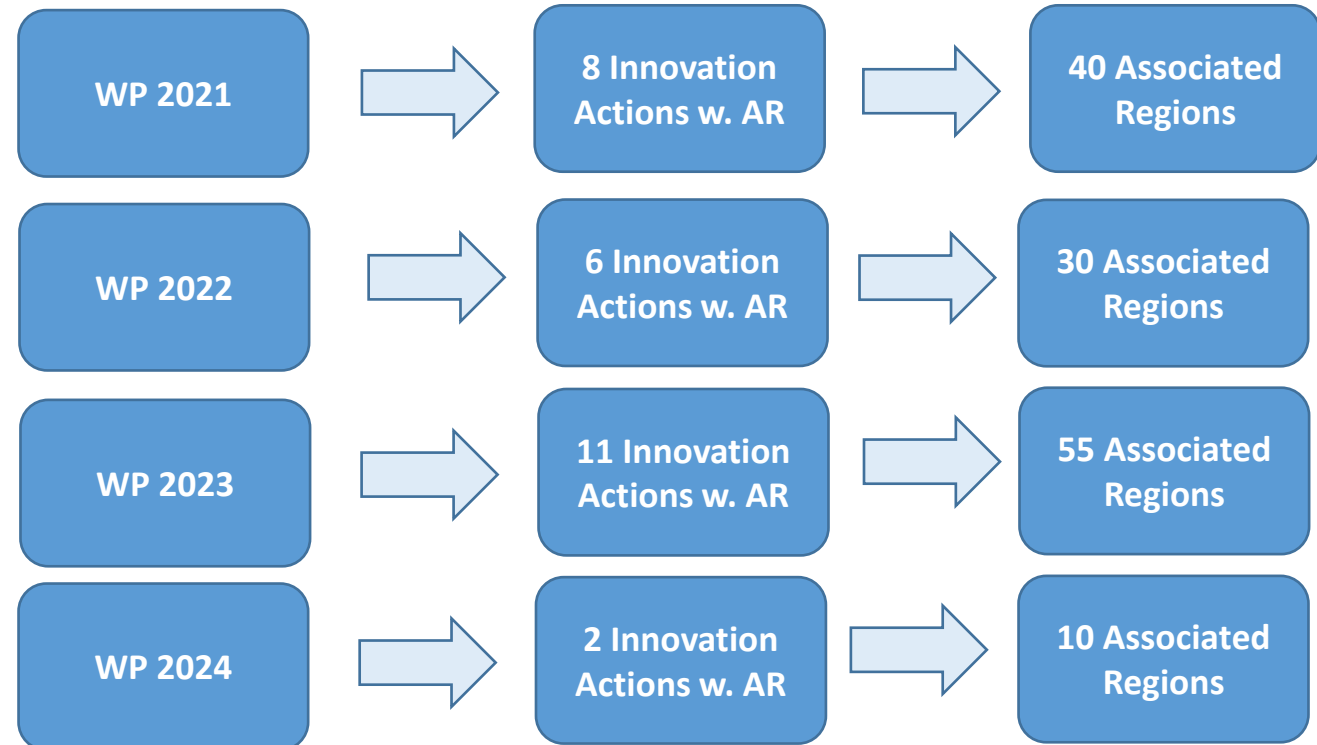 WP 2021
8 Innovation
Actions w. AR
40 Associated
Regions
WP 2022
6 Innovation
Actions w. AR
30 Associated
Regions
WP 2023
11 Innovation
Actions w. AR
55 Associated
Regions
WP 2024
2 Innovation
Actions w. AR
10 Associated
Regions